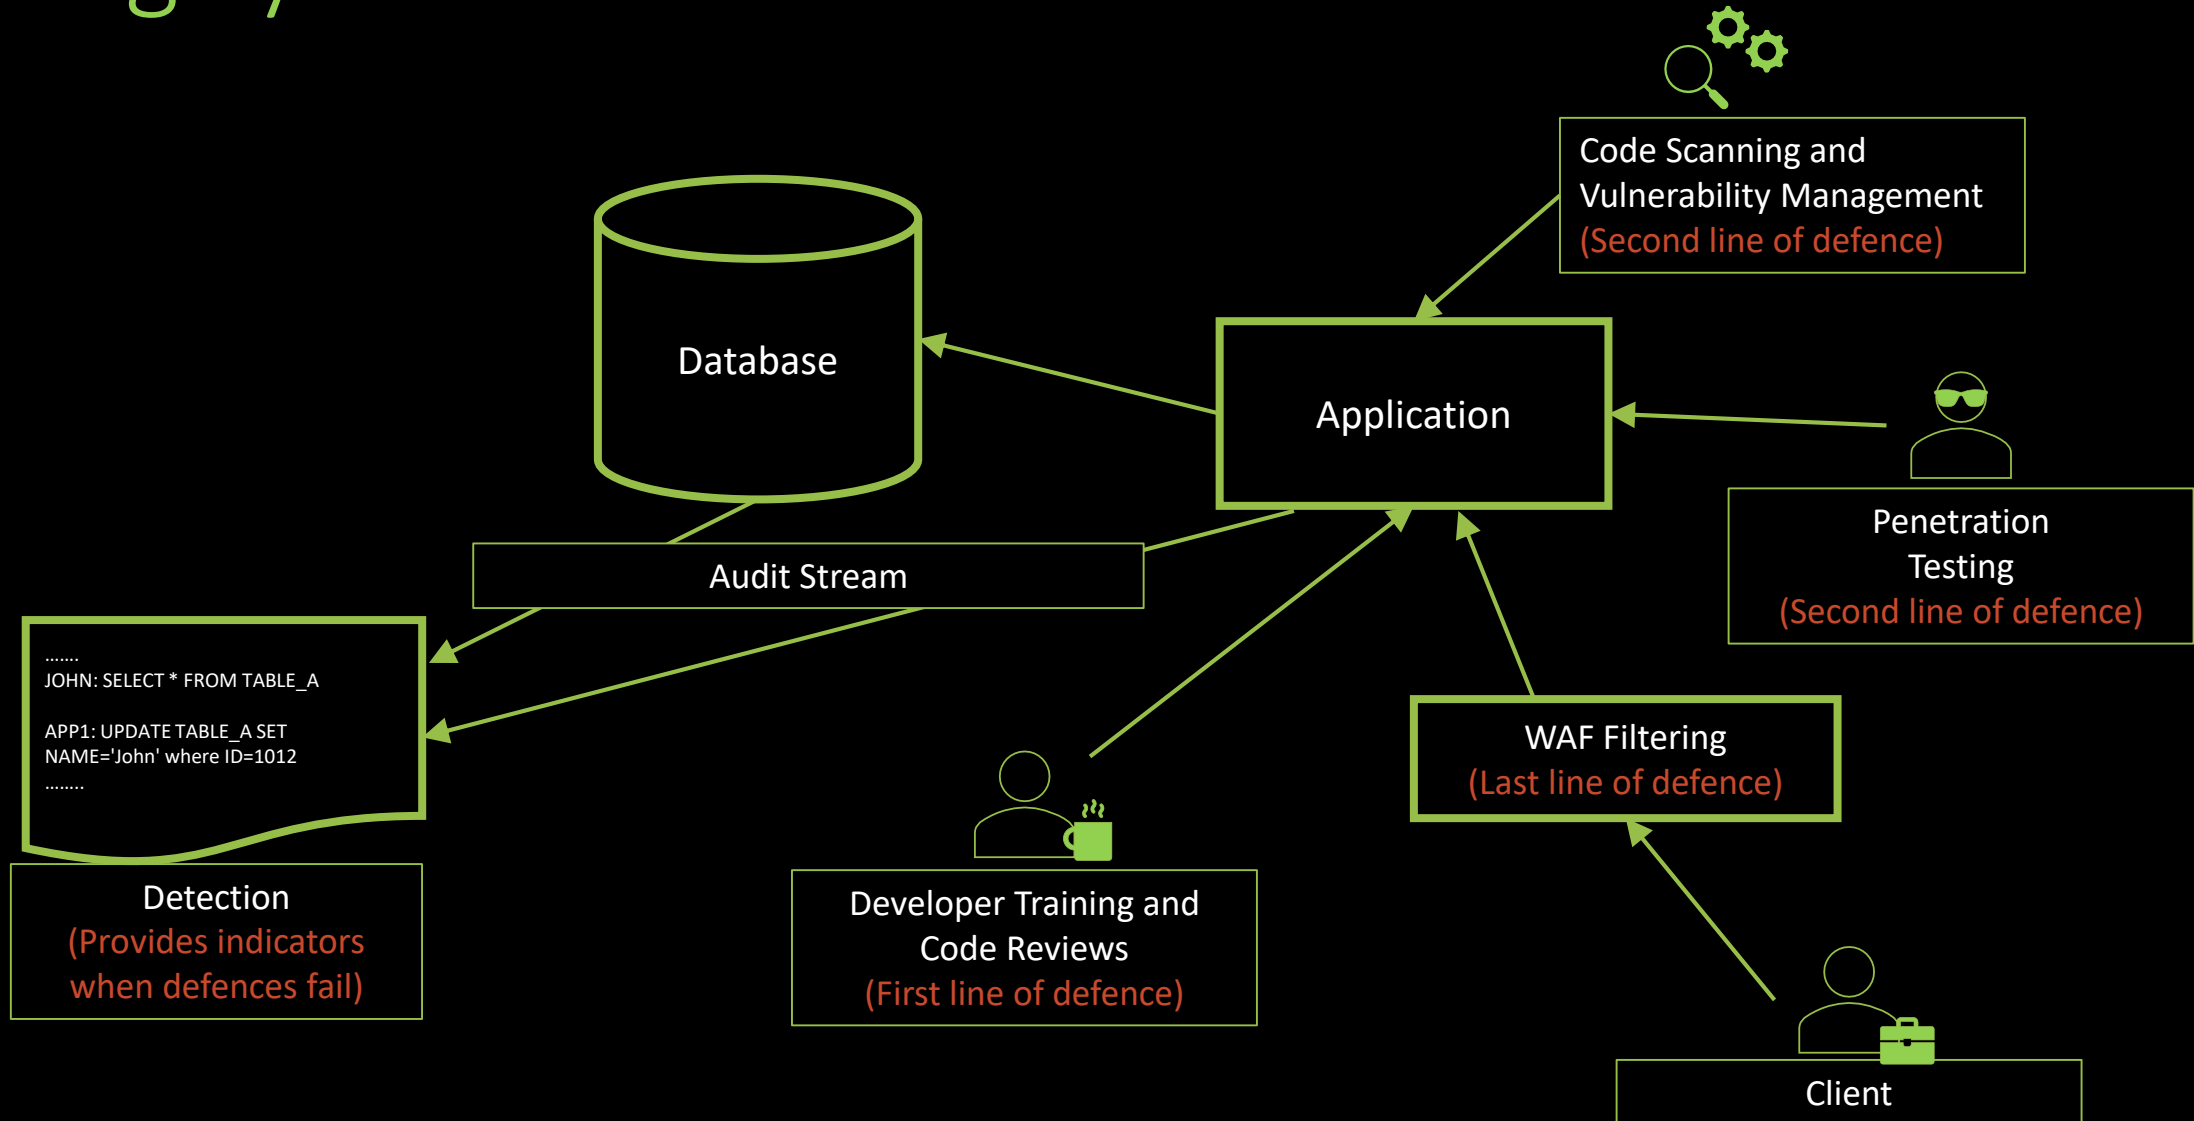 Code Scanning and
Vulnerability Management
(Second line of defence)
Database
Application
Penetration
Testing
(Second line of defence)
Audit Stream
.......
JOHN: SELECT * FROM TABLE_A
APP1: UPDATE TABLE_A SET
NAME='John' where ID=1012
........
WAF Filtering
(Last line of defence)
Detection
(Provides indicators
when defences fail)
Developer Training and
Code Reviews
(First line of defence)
Client